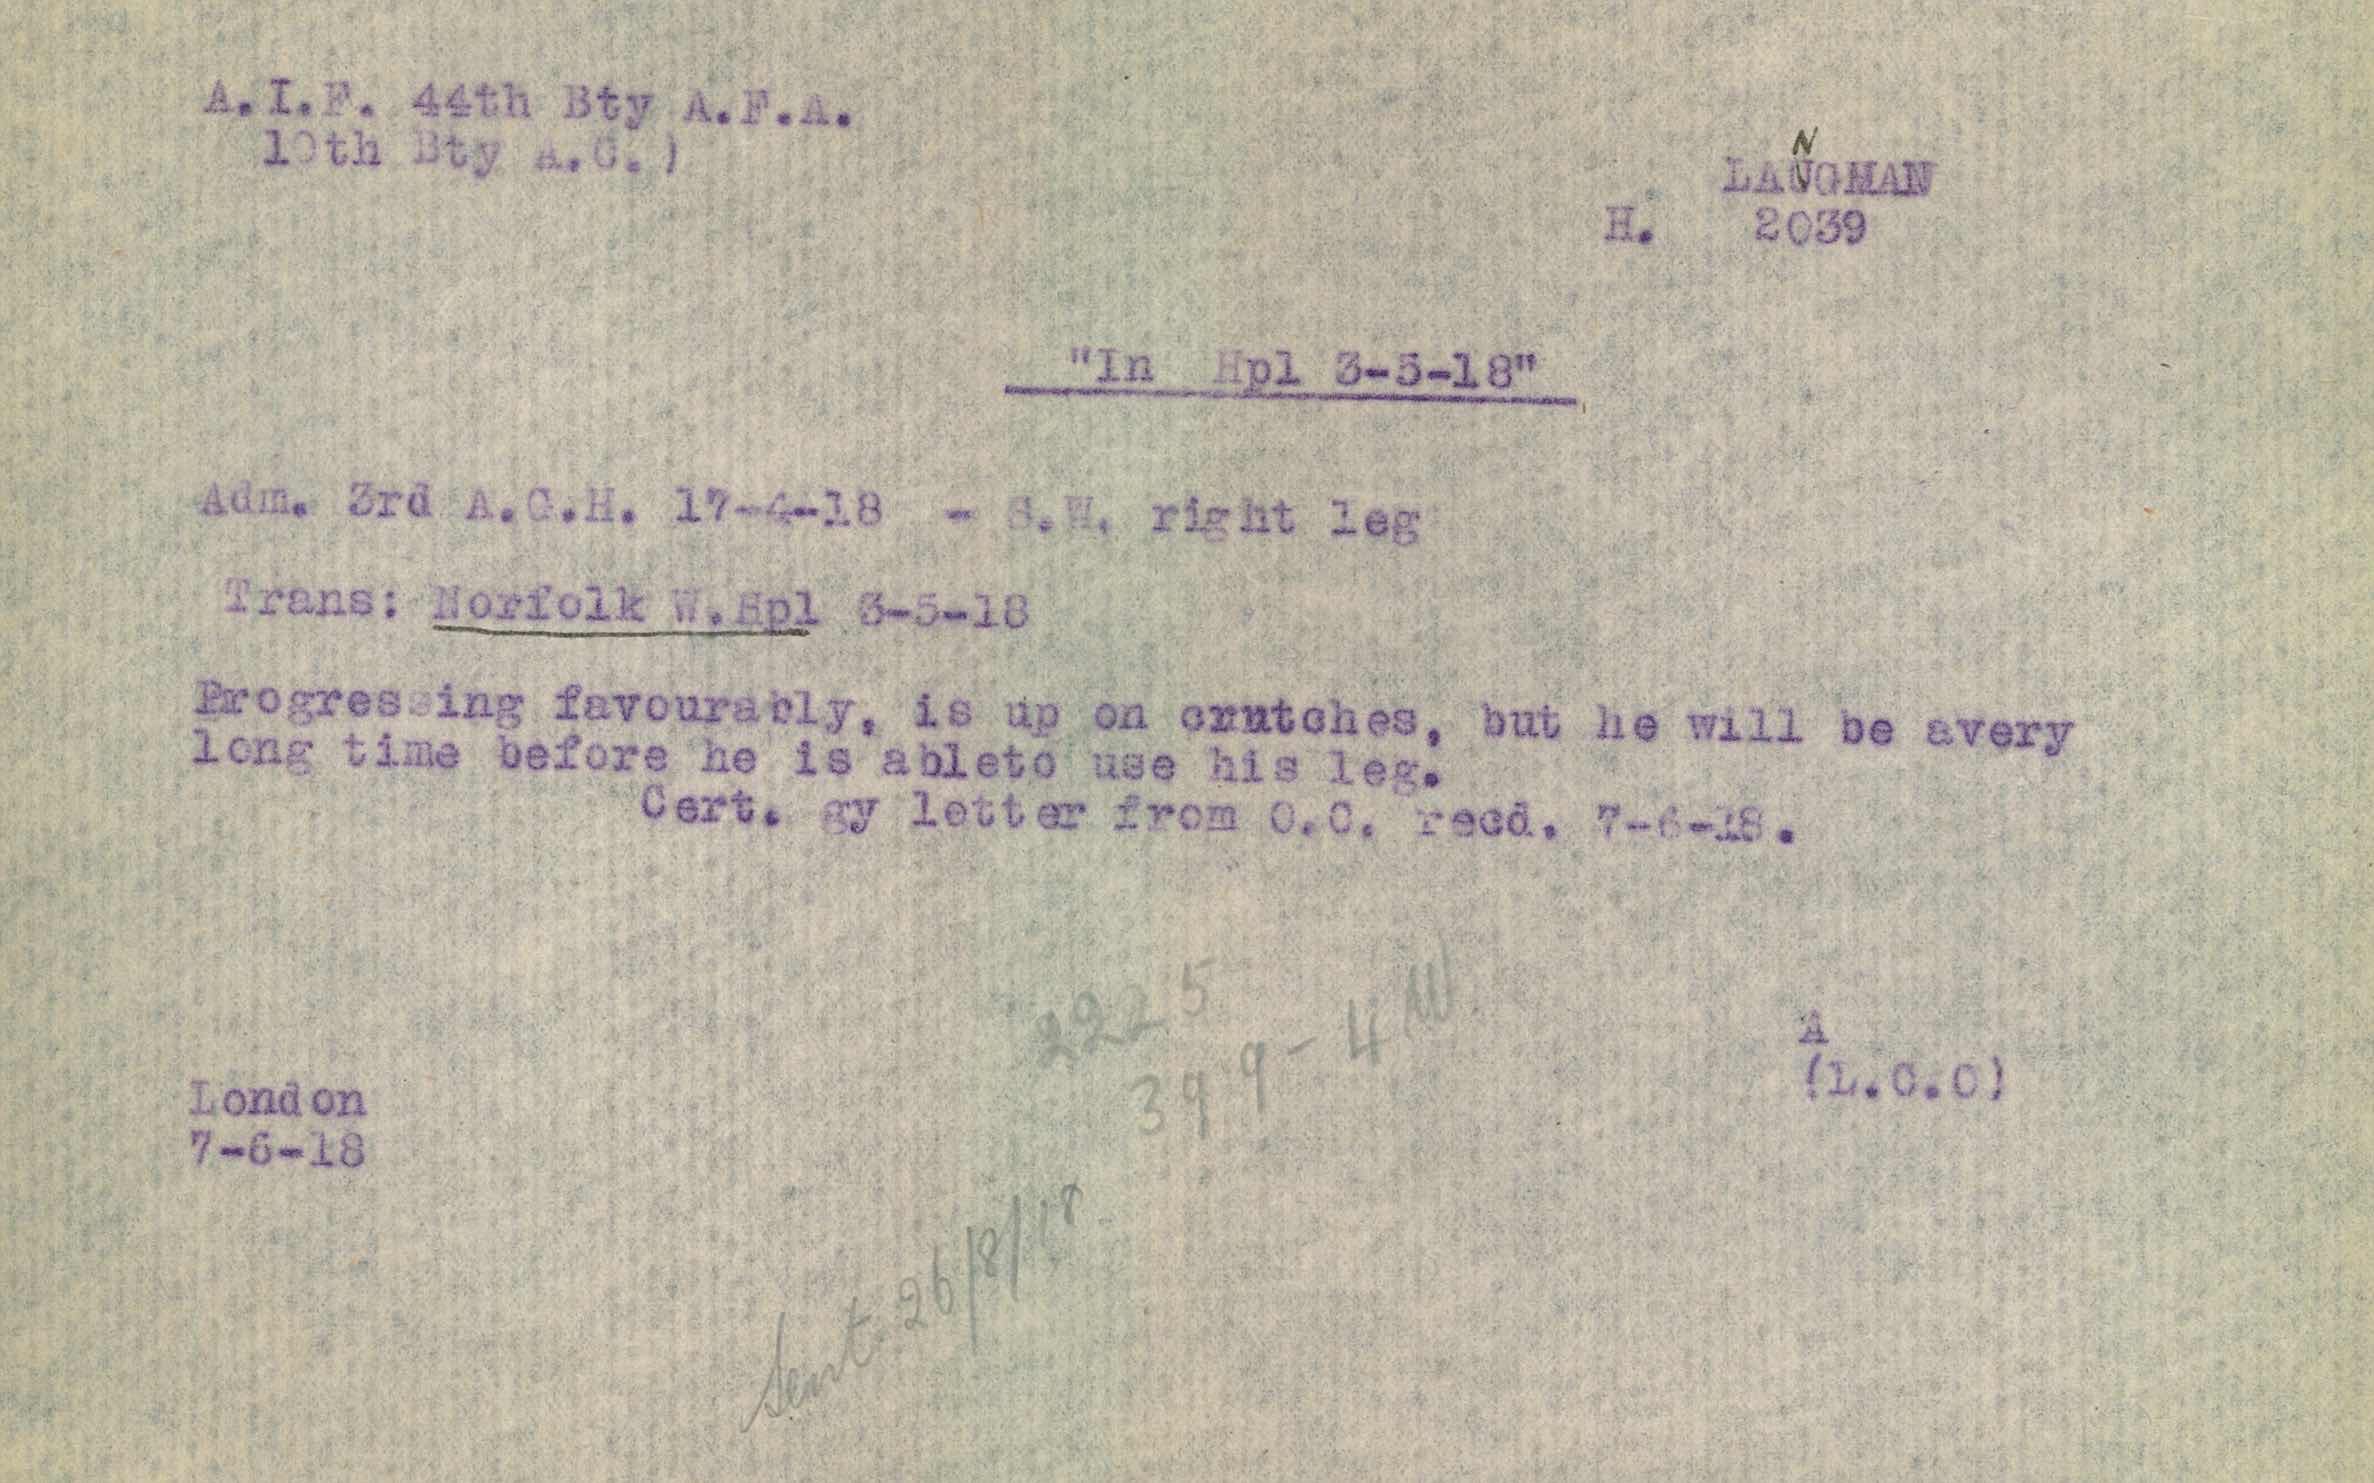 A.I.F. 44th Bty A.F.A.
10th Bty A.G.)
N
LAUGMAN
H. 2039
"In Hpl 3-5-18"
Adm. 3rd A.G.H. 17-4-18 - S.W. right leg
Trans: Norfolk W.Hpl 3-5-18
Progressing favourably, is up on crutches, but he will be avery
long time before he is ableto use his leg.
Cert. gy letter from O.C. recd. 7-6-18.
2225
399-4
A
(L.C.C)
London
7-6-18
Sent. 26/8/18